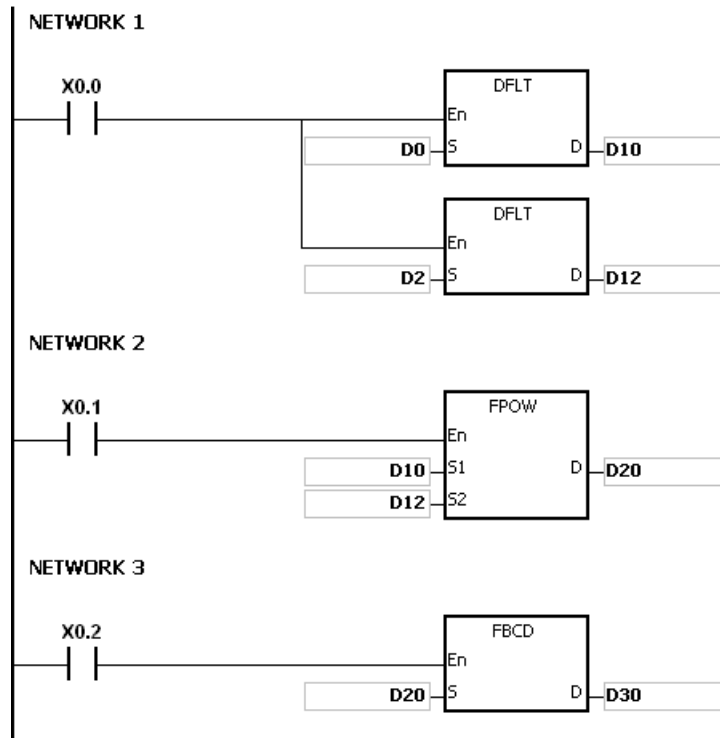 NETWORK 1
X0.0
DFLT
En
D0 S D D10
DFLT
En
D2 S D D12
NETWORK 2
X0.1
FPOW
En
D10 S1 D D20
D12 S2
NETWORK 3
X0.2
FBCD
En
D20 S D D30